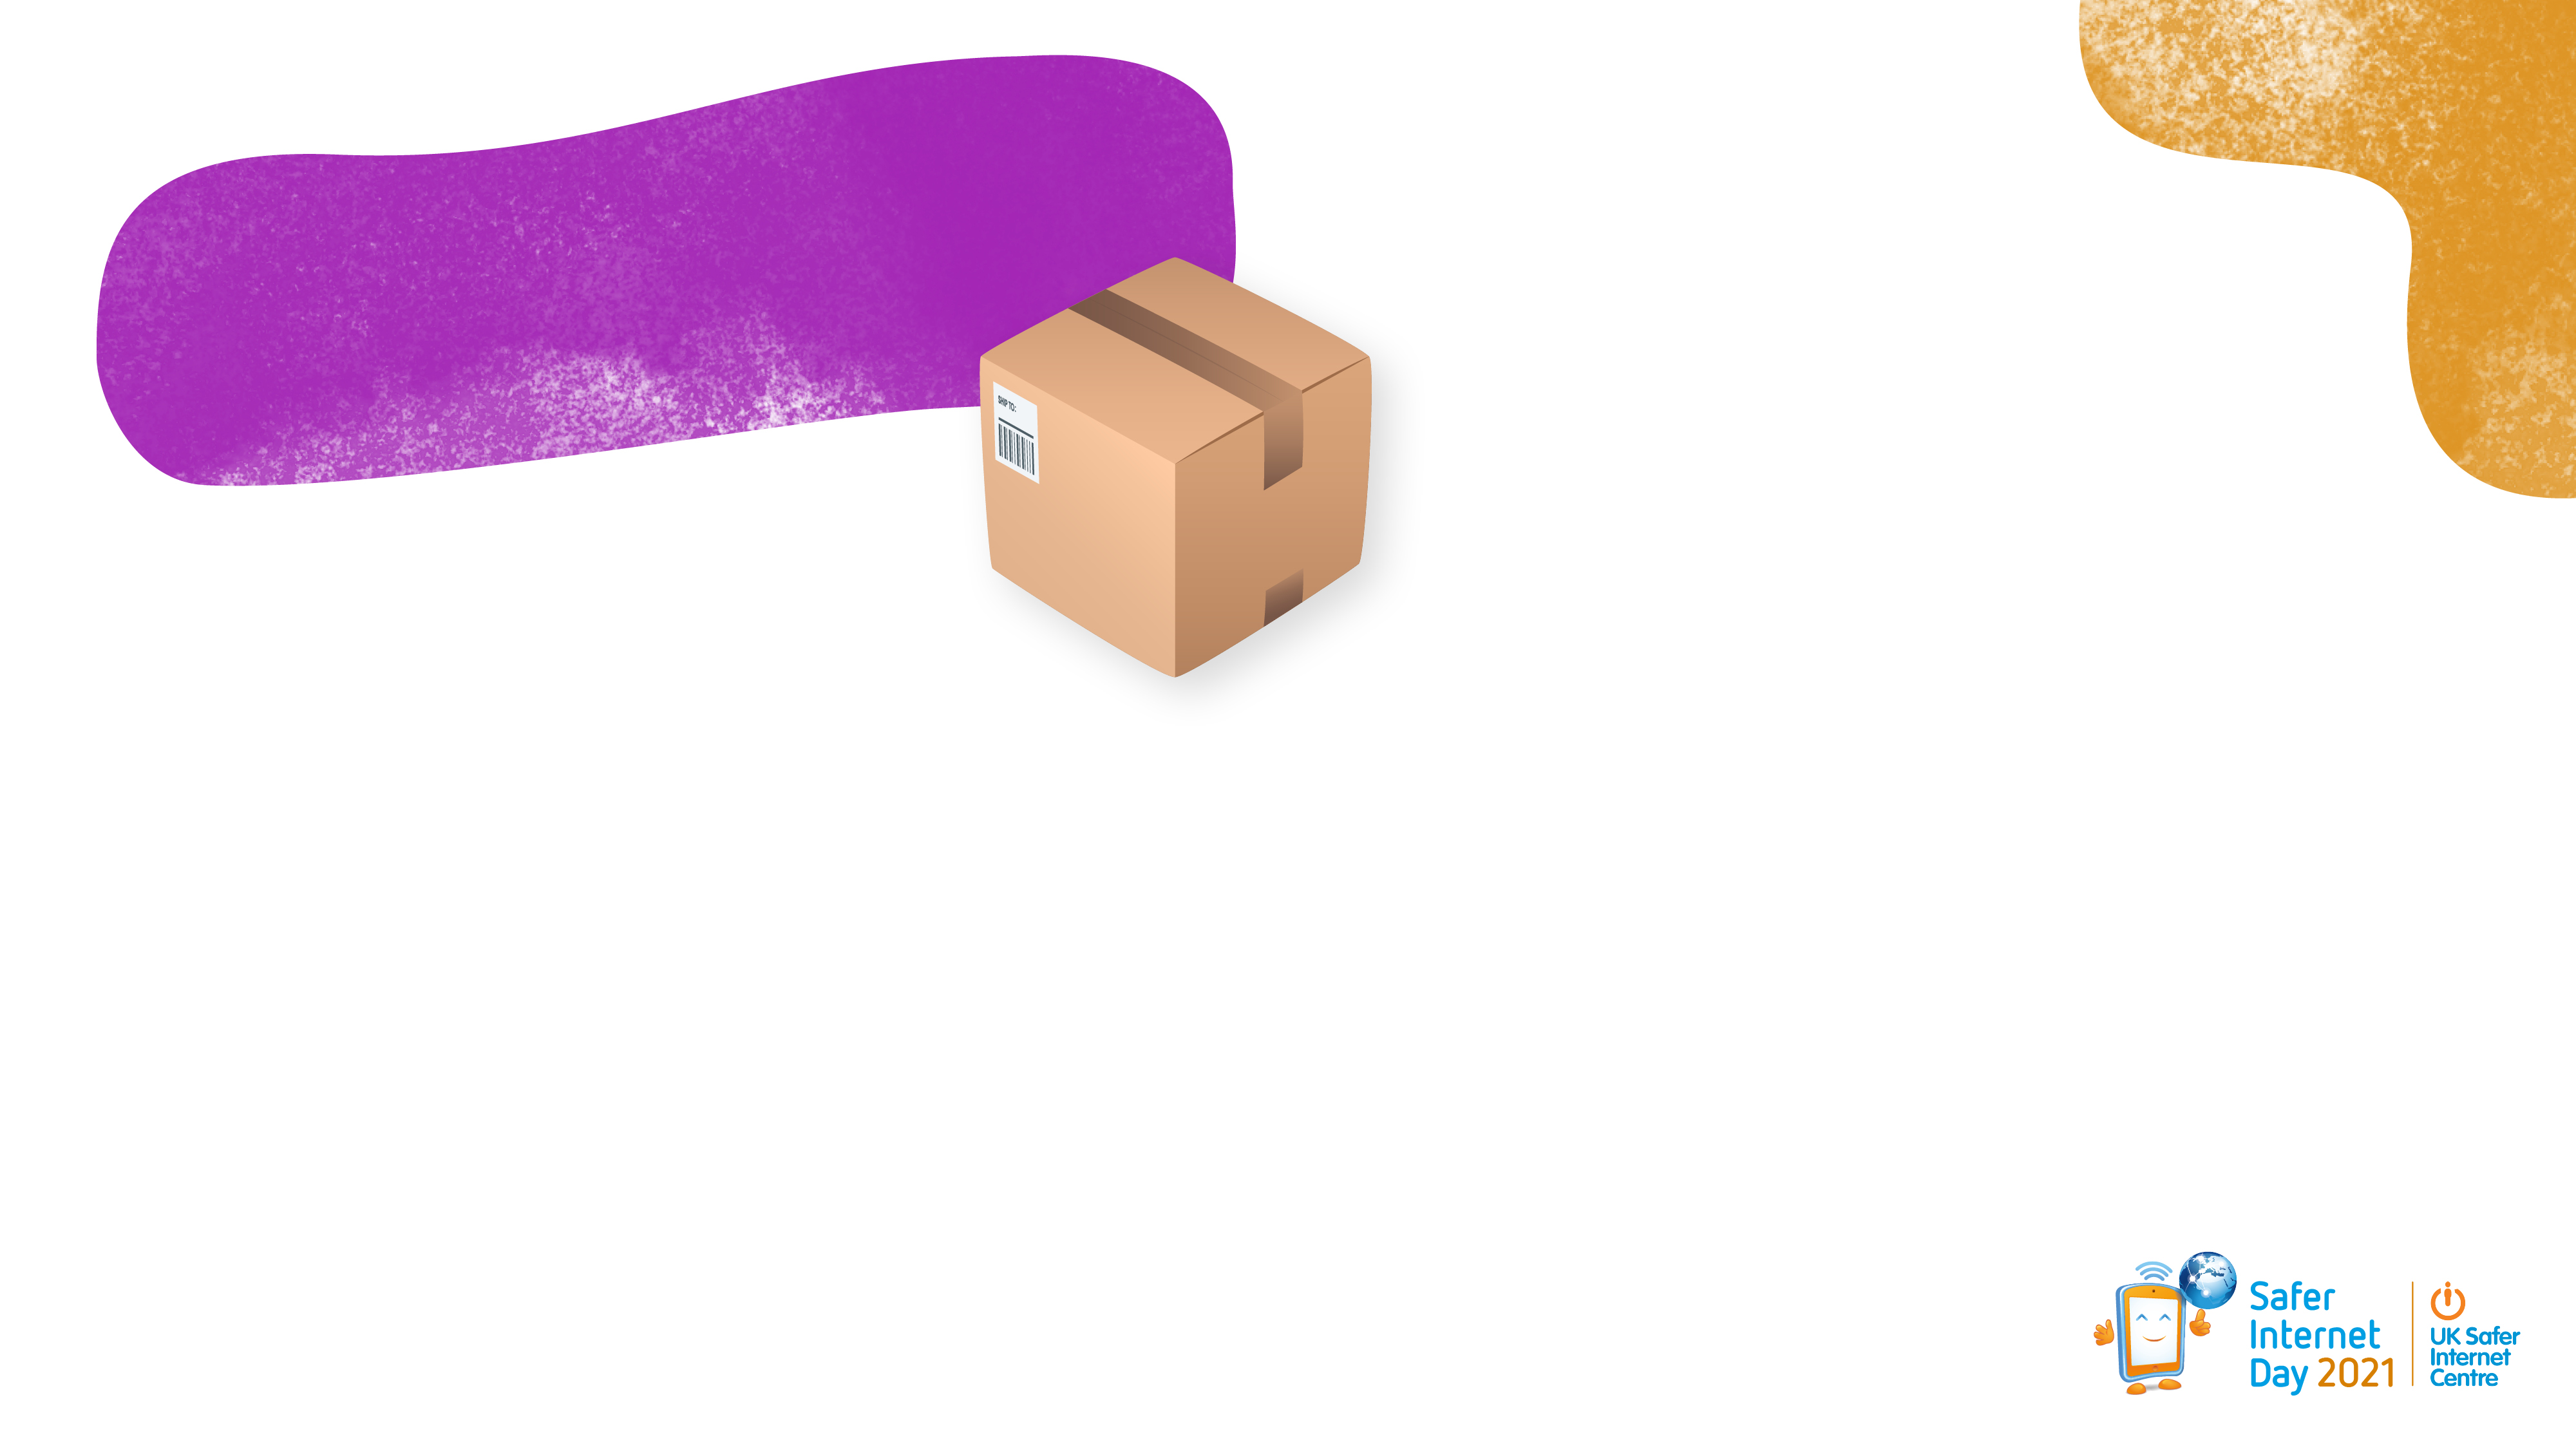 SHIP TO:
Safer
Internet
Day 2021
UK Safer
Internet
Centre